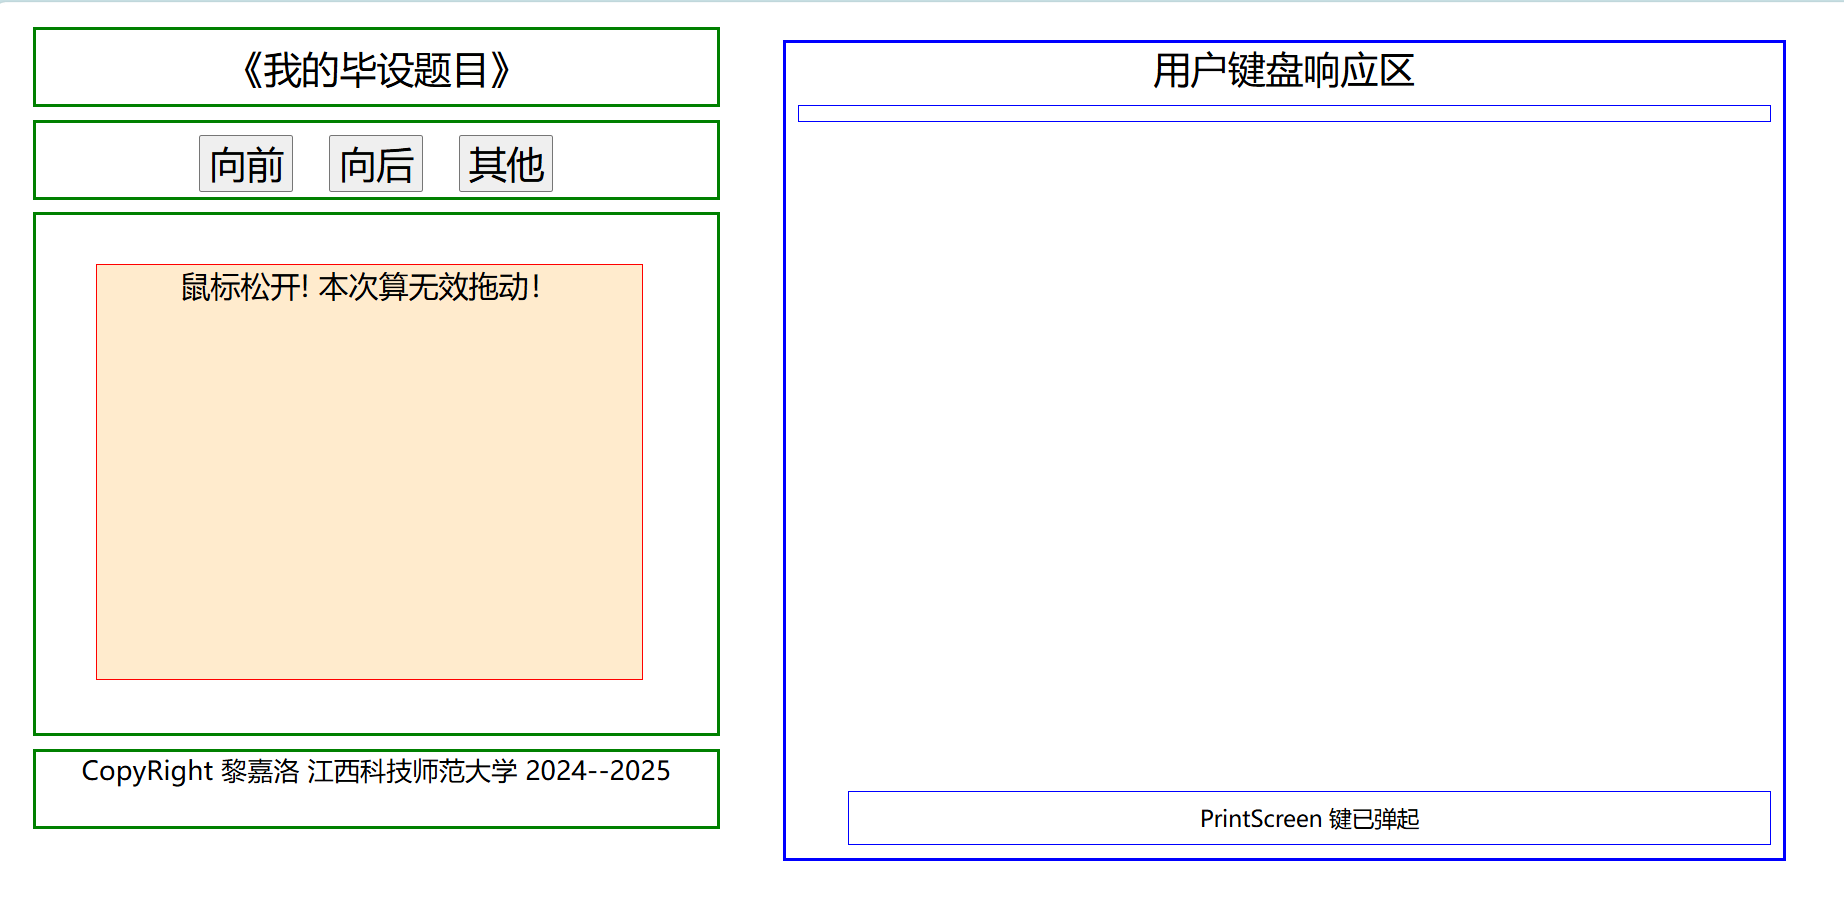 《我的毕设题目》
向前 向后 其他
鼠标松开! 本次算无效拖动!
CopyRight 黎嘉洛 江西科技师范大学 2024--2025
用户键盘响应区
PrintScreen 键已弹起